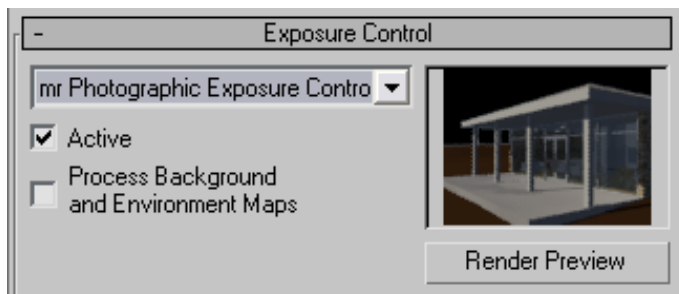 - Exposure Control
mr Photographic Exposure Contro
Active
Process Background
and Environment Maps
Render Preview